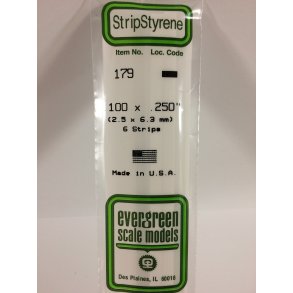 StripStyrene
Item No. Loc. Code
179
.100 x .250"
(2.5 x 6.3 mm)
6 Strips
Made in U.S.A.
evergreen
scale models
Des Plaines, IL 60018